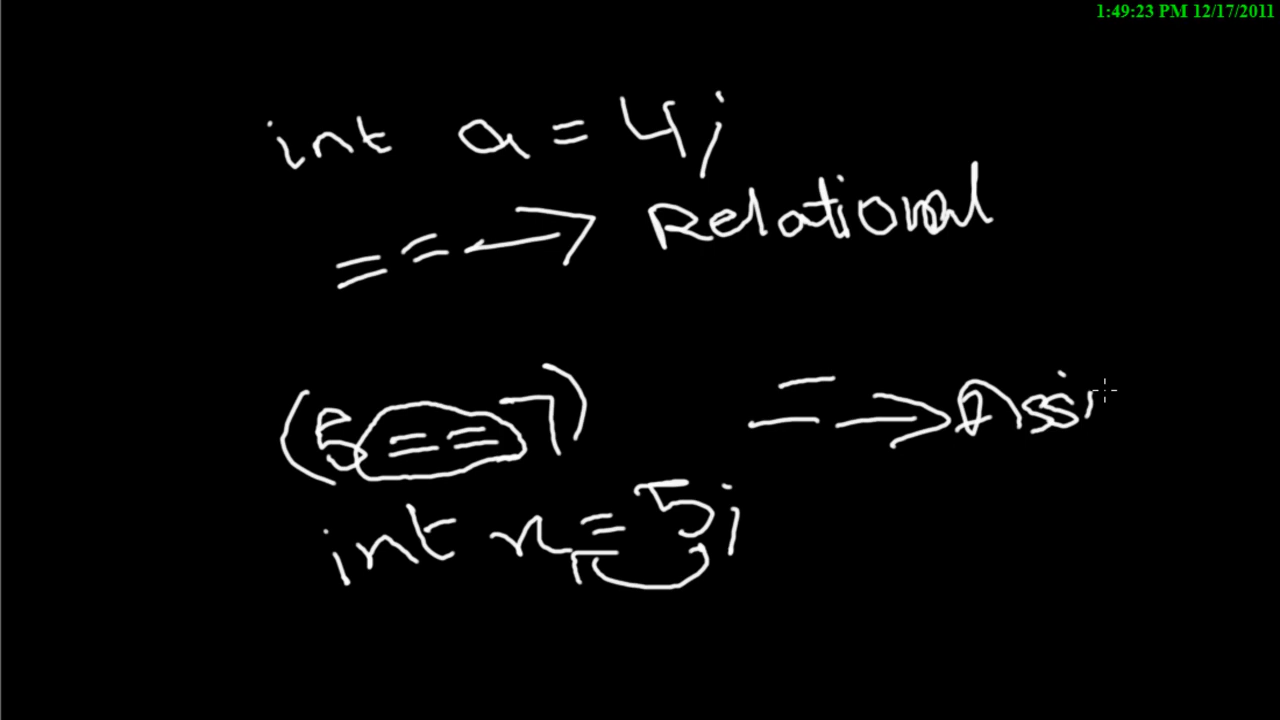 1:49:23 PM 12/17/2011
int a = 4;
== → Relational
(5 == 7)
= → Assi
int x = 5;